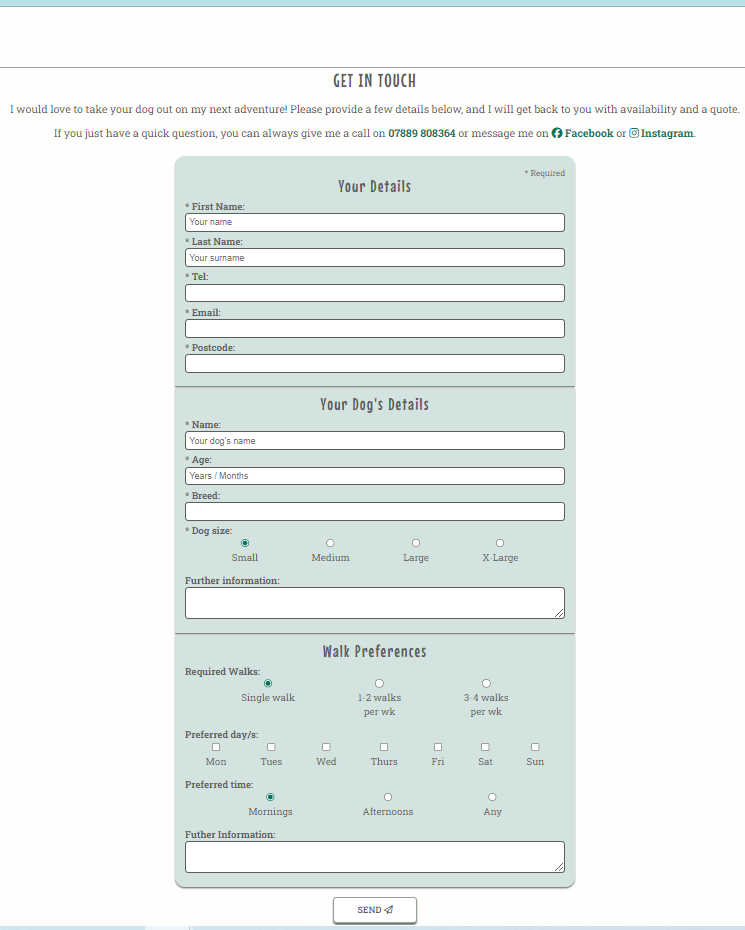 GET IN TOUCH
I would love to take your dog out on my next adventure! Please provide a few details below, and I will get back to you with availability and a quote.
If you just have a quick question, you can always give me a call on 07889 808364 or message me on Facebook or Instagram.
* Required
Your Details
* First Name:
Your name
* Last Name:
Your surname
* Tel:
* Email:
* Postcode:
Your Dog's Details
* Name:
Your dog's name
* Age:
Years / Months
* Breed:
* Dog size:
Small Medium Large X-Large
Further information:
Walk Preferences
Required Walks:
Single walk 1-2 walks 3-4 walks
per wk per wk
Preferred day/s:
Mon Tues Wed Thurs Fri Sat Sun
Preferred time:
Mornings Afternoons Any
Futher Information:
SEND